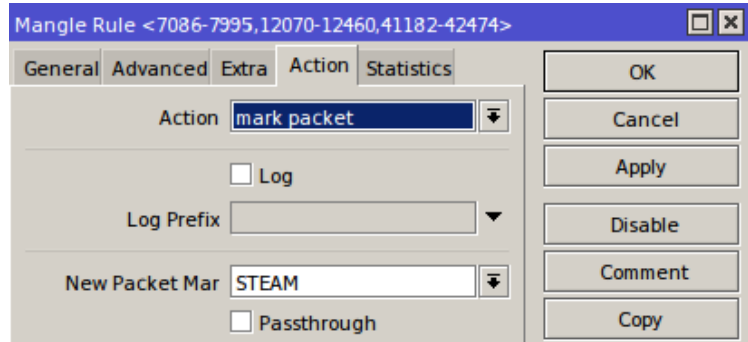 Mangle Rule <7086-7995,12070-12460,41182-42474>
General Advanced Extra Action Statistics
OK
Action mark packet
Cancel
Log
Apply
Log Prefix
Disable
New Packet Mar STEAM
Comment
Passthrough
Copy